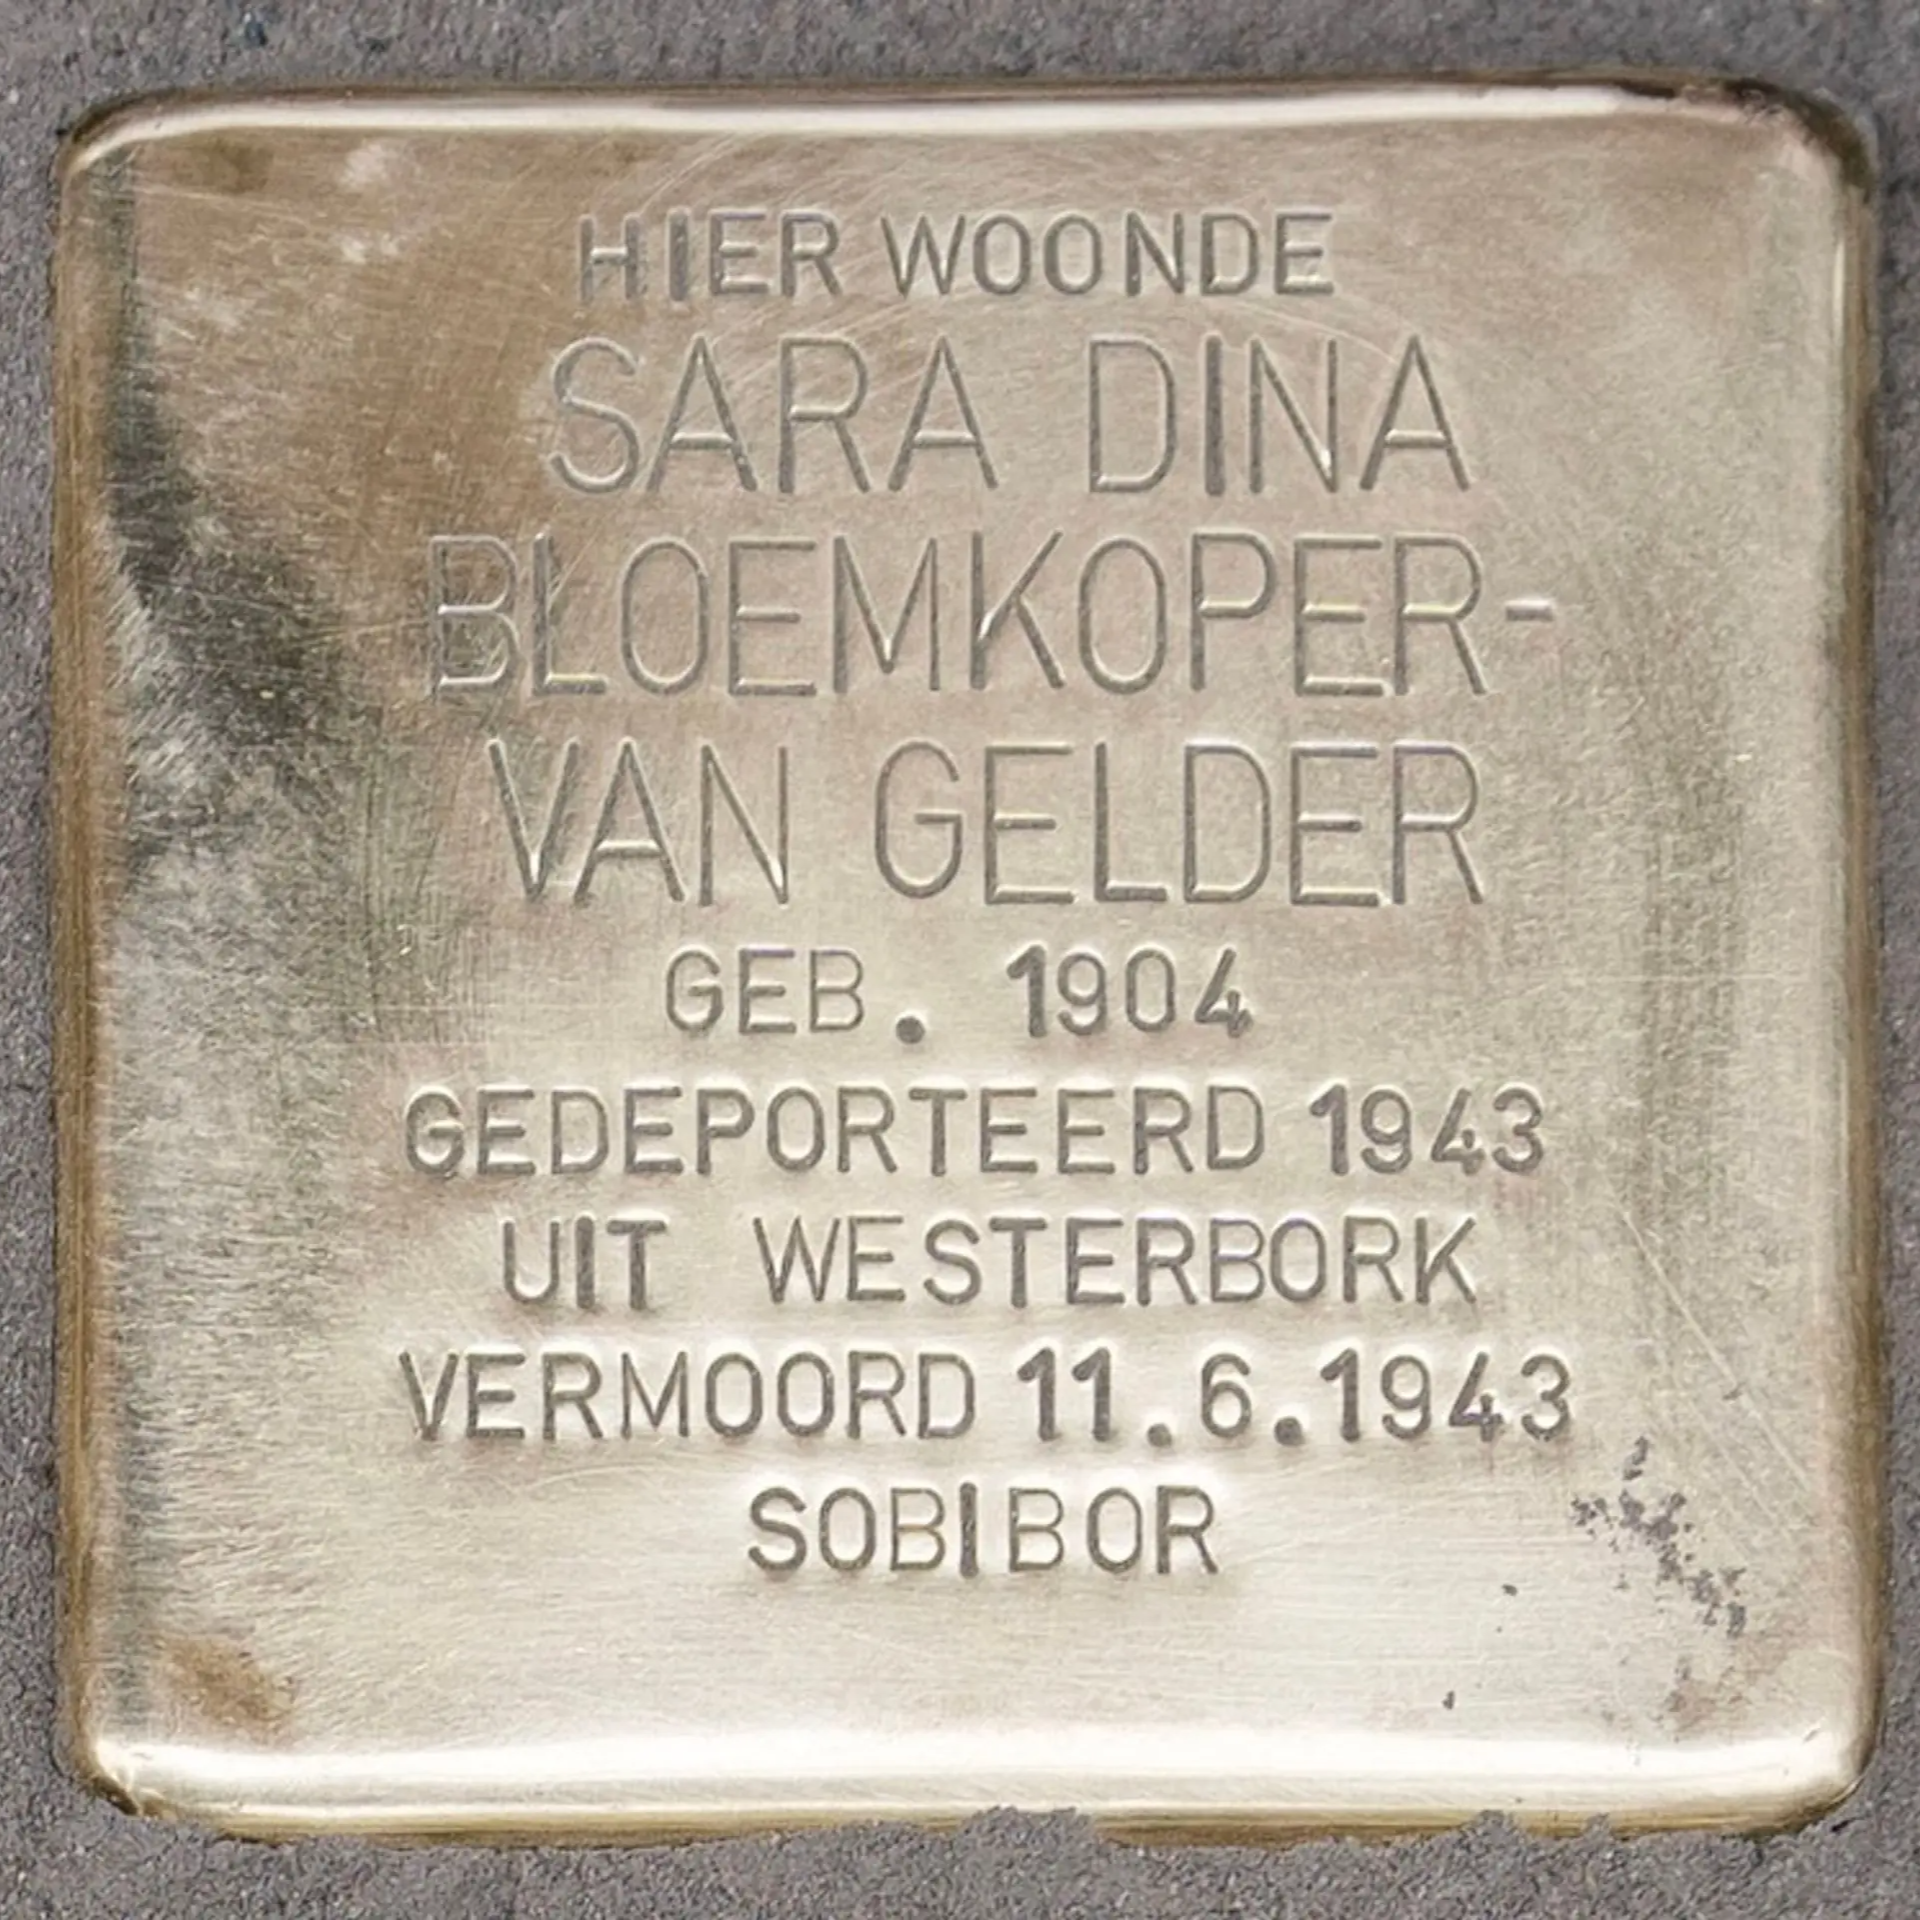 HIER WOONDE
SARA DINA
BLOEMKOPER-
VAN GELDER
GEB. 1904
GEDEPORTEERD 1943
UIT WESTERBORK
VERMOORD 11.6.1943
SOBIBOR